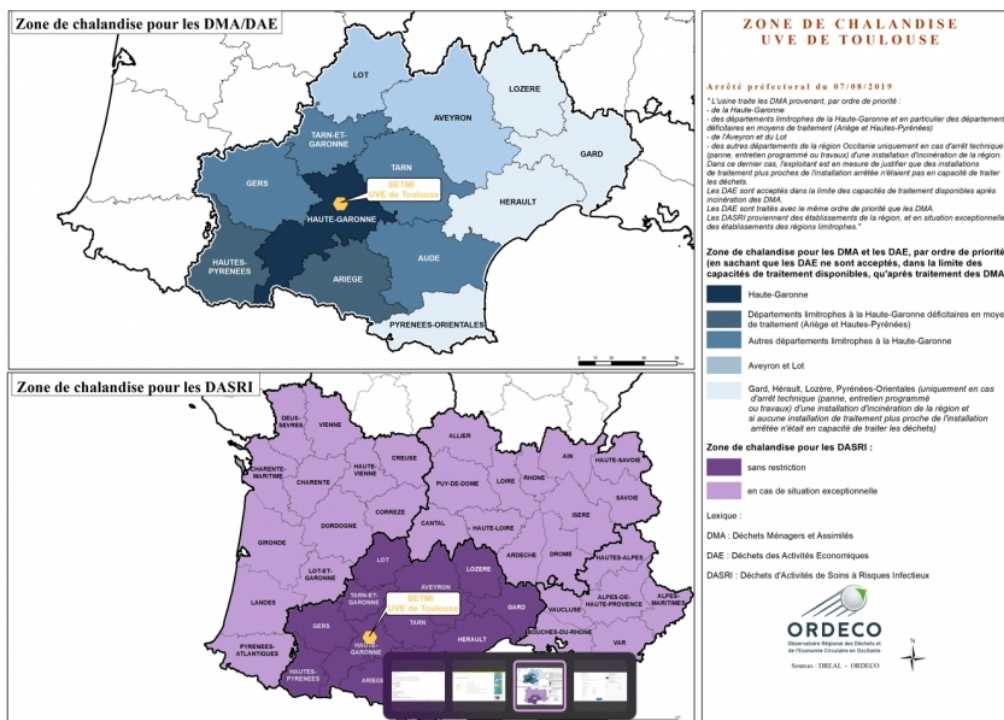 Zone de chalandise pour les DMA/DAE
LOT
LOZERE
AVEYRON
TARN-ET-
GARONNE
GARD
TARN
GERS
SETMI
UVE de Toulouse
HERAULT
HAUTE-GARONNE
HAUTES-
PYRENEES
AUDE
ARIEGE
PYRENEES-ORIENTALES
Zone de chalandise pour les DASRI
DEUX-
SEVRES
VIENNE
ALLIER
AIN
CREUSE
HAUTE-SAVOIE
CHARENTE-
MARITIME
HAUTE-
VIENNE
CHARENTE
PUY-DE-DOME
LOIRE
RHONE
SAVOIE
CORREZE
ISERE
DORDOGNE
CANTAL
HAUTE-LOIRE
GIRONDE
ARDECHE
DROME
HAUTES-ALPES
LOT
LOZERE
LOT-ET-
GARONNE
AVEYRON
TARN-ET-
GARONNE
SETMI
UVE de Toulouse
LANDES
GARD
VAUCLUSE
ALPES-DE-
HAUTE-PROVENCE
ALPES-
MARITIMES
GERS
TARN
HERAULT
BOUCHES-DU-RHONE
VAR
HAUTE-
GARONNE
PYRENEES-
ATLANTIQUES
HAUTES-
PYRENEES
ARIEGE
ZONE DE CHALANDISE
UVE DE TOULOUSE
Arrêté préfectoral du 07/08/2019
" L'usine traite les DMA provenant, par ordre de priorité :
- de la Haute-Garonne
- des départements limitrophes de la Haute-Garonne et en particulier des département
déficitaires en moyens de traitement (Ariège et Hautes-Pyrénées)
- de l'Aveyron et du Lot
- des autres départements de la région Occitanie uniquement en cas d'arrêt technique
(panne, entretien programmé ou travaux) d'une installation d'incinération de la région.
Dans ce dernier cas, l'exploitant est en mesure de justifier que des installations
de traitement plus proches de l'installation arrêtée n'étaient pas en capacité de traiter
les déchets.
Les DAE sont acceptés dans la limite des capacités de traitement disponibles après
incinération des DMA.
Les DAE sont traités avec le même ordre de priorité que les DMA.
Les DASRI proviennent des établissements de la région, et en situation exceptionnelle
des établissements des régions limitrophes."
Zone de chalandise pour les DMA et les DAE, par ordre de priorité
(en sachant que les DAE ne sont acceptés, dans la limite des
capacités de traitement disponibles, qu'après traitement des DMA
Haute-Garonne
Départements limitrophes à la Haute-Garonne déficitaires en moye
de traitement (Ariège et Hautes-Pyrénées)
Autres départements limitrophes à la Haute-Garonne
Aveyron et Lot
Gard, Hérault, Lozère, Pyrénées-Orientales (uniquement en cas
d'arrêt technique (panne, entretien programmé
ou travaux) d'une installation d'incinération de la région et
si aucune installation de traitement plus proche de l'installation
arrêtée n'était en capacité de traiter les déchets)
Zone de chalandise pour les DASRI :
sans restriction
en cas de situation exceptionnelle
Lexique :
DMA : Déchets Ménagers et Assimilés
DAE : Déchets des Activités Economiques
DASRI : Déchets d'Activités de Soins à Risques Infectieux
ORDECO
Observatoire Régional des Déchets et
de l'Economie Circulaire en Occitanie
Sources : DREAL - ORDECO
N